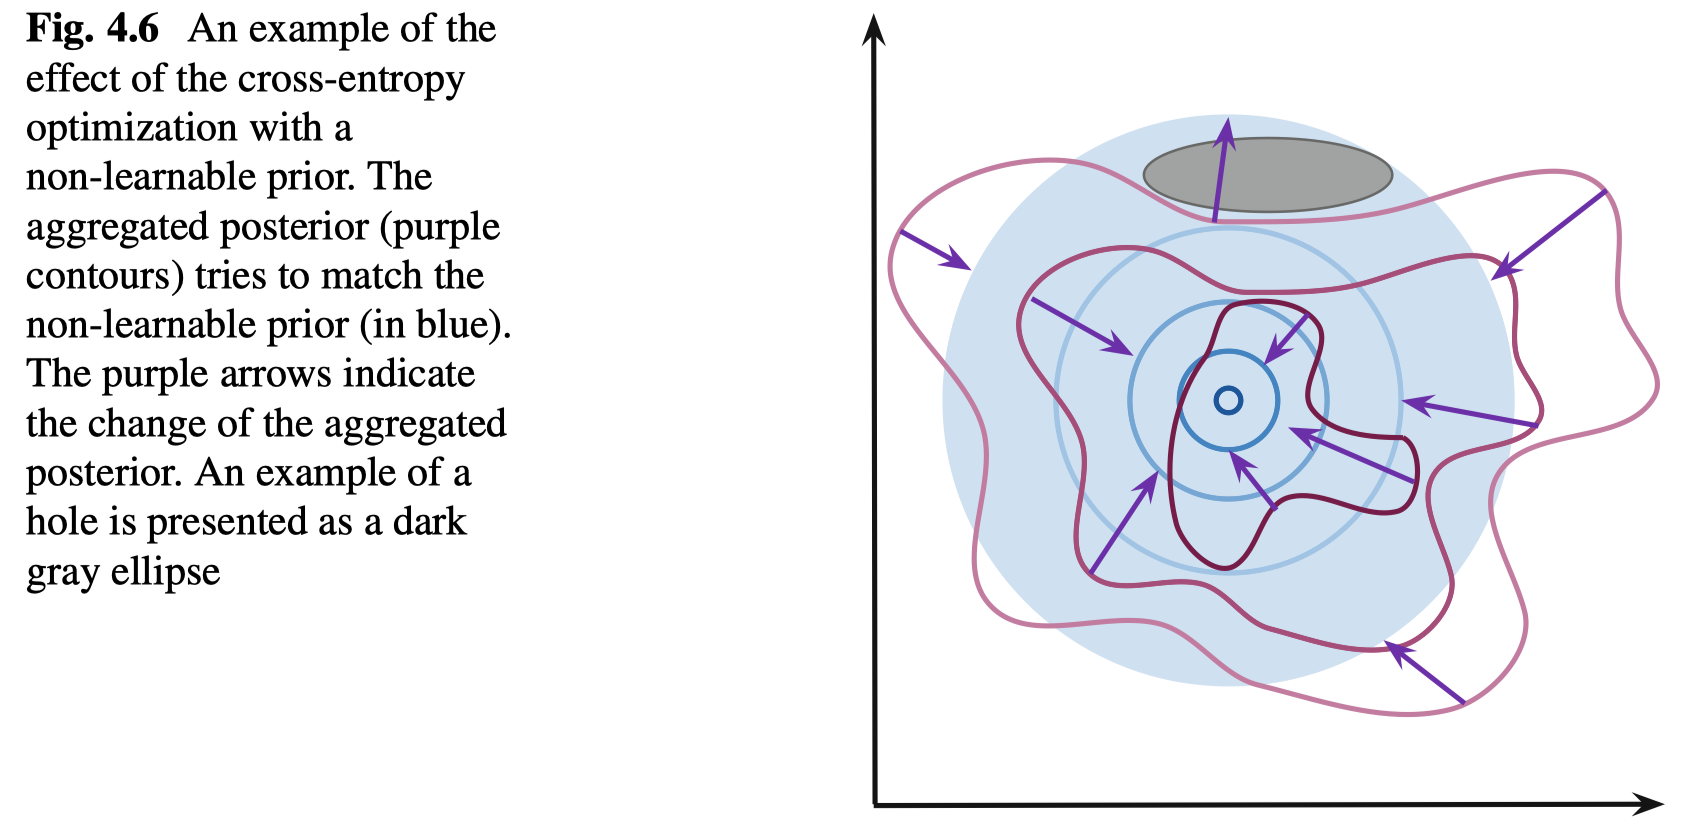 Fig. 4.6 An example of the
effect of the cross-entropy
optimization with a
non-learnable prior. The
aggregated posterior (purple
contours) tries to match the
non-learnable prior (in blue).
The purple arrows indicate
the change of the aggregated
posterior. An example of a
hole is presented as a dark
gray ellipse